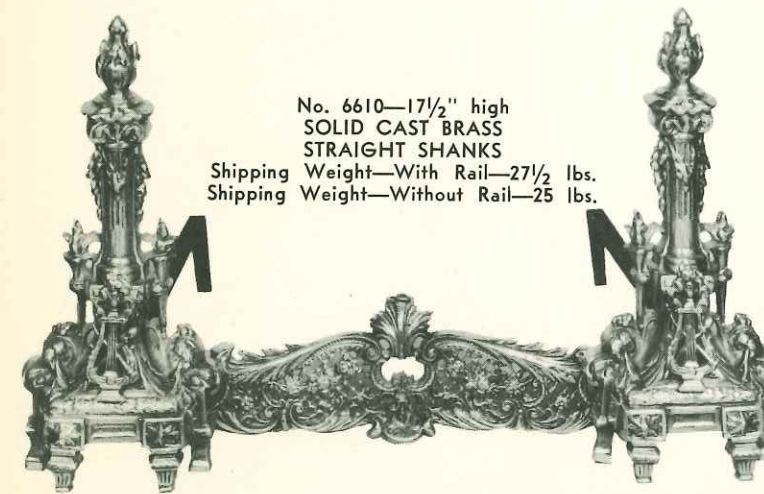 No. 6610—17½" high
SOLID CAST BRASS
STRAIGHT SHANKS
Shipping Weight—With Rail—27½ lbs.
Shipping Weight—Without Rail—25 lbs.